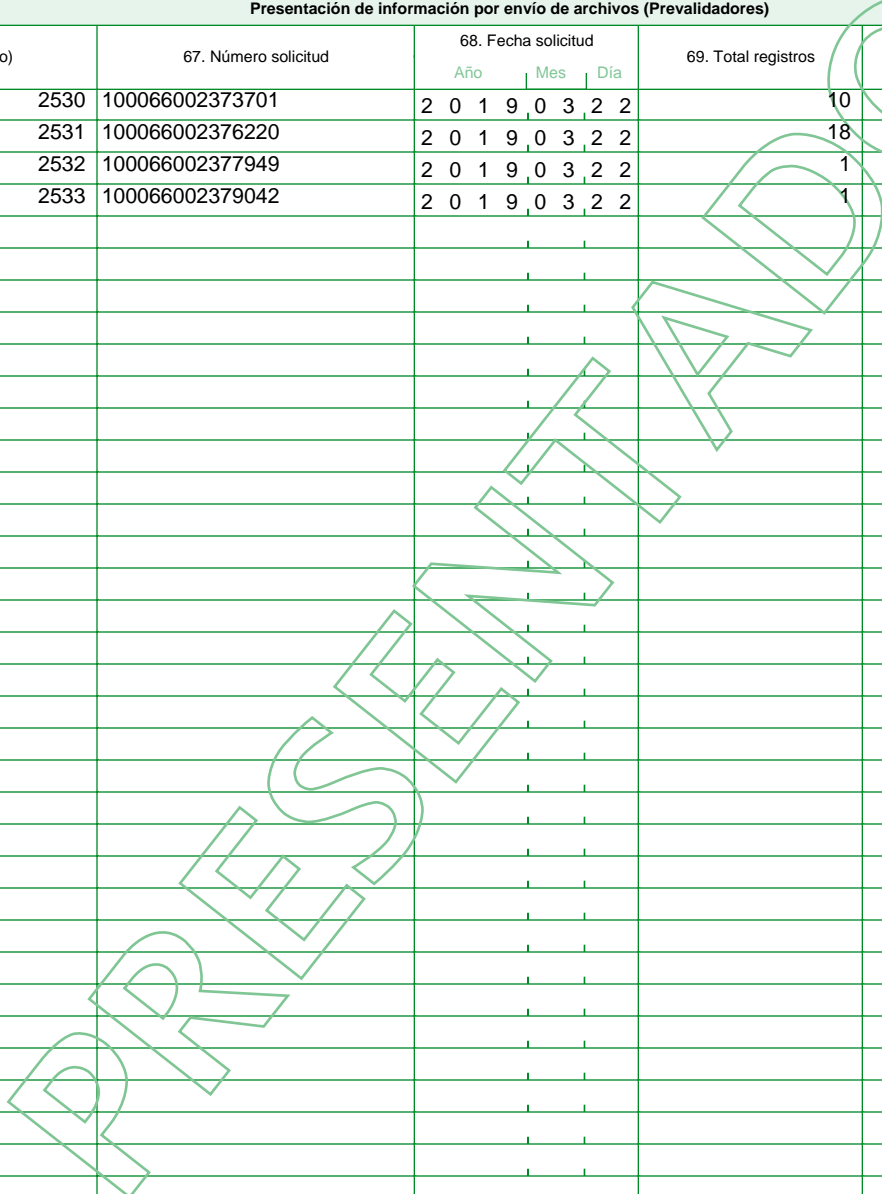 Presentación de información por envío de archivos (Prevalidadores)
o) 67. Número solicitud 68. Fecha solicitud 69. Total registros
Año Mes Día
2530 100066002373701 2 0 1 9 0 3 2 2 10
2531 100066002376220 2 0 1 9 0 3 2 2 18
2532 100066002377949 2 0 1 9 0 3 2 2 1
2533 100066002379042 2 0 1 9 0 3 2 2 1
PRESENTADO